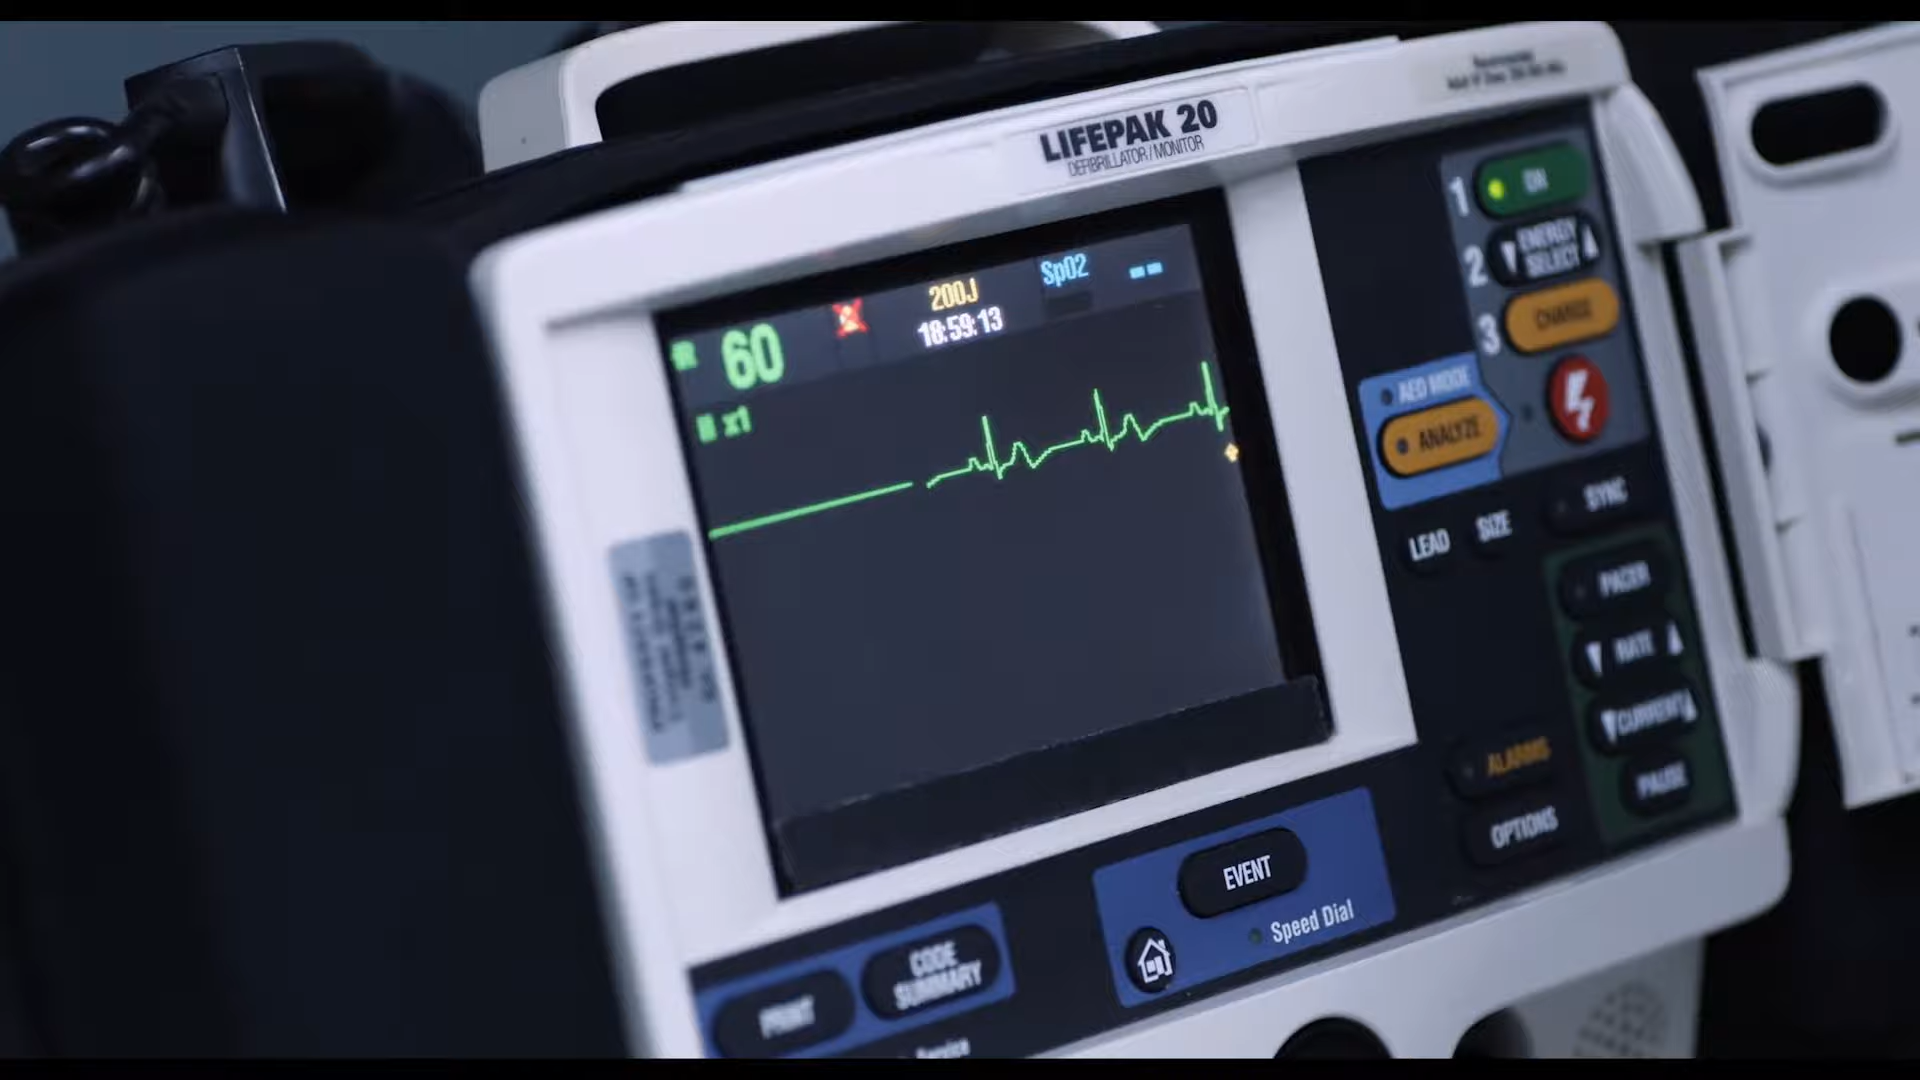 LIFEPAK 20
DEFIBRILLATOR/MONITOR
60
200J
18:59:13
SpO2
--
II x1
1 ON
2 ENERGY SELECT
3 CHARGE
AED MODE
ANALYZE
SYNC
LEAD
SIZE
PACER
RATE
CURRENT
PAUSE
ALARMS
OPTIONS
EVENT
Speed Dial
CODE
SUMMARY
PRINT
Service